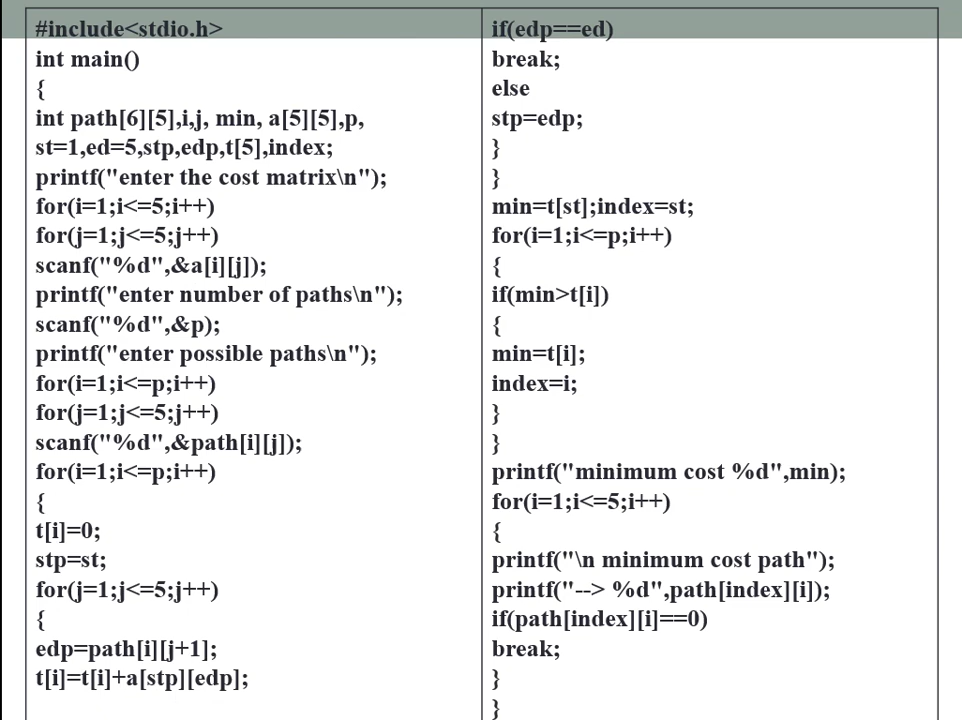 #include<stdio.h>
int main()
{
int path[6][5],i,j, min, a[5][5],p,
st=1,ed=5,stp,edp,t[5],index;
printf("enter the cost matrix\n");
for(i=1;i<=5;i++)
for(j=1;j<=5;j++)
scanf("%d",&a[i][j]);
printf("enter number of paths\n");
scanf("%d",&p);
printf("enter possible paths\n");
for(i=1;i<=p;i++)
for(j=1;j<=5;j++)
scanf("%d",&path[i][j]);
for(i=1;i<=p;i++)
{
t[i]=0;
stp=st;
for(j=1;j<=5;j++)
{
edp=path[i][j+1];
t[i]=t[i]+a[stp][edp];
if(edp==ed)
break;
else
stp=edp;
}
}
min=t[st];index=st;
for(i=1;i<=p;i++)
{
if(min>t[i])
{
min=t[i];
index=i;
}
}
printf("minimum cost %d",min);
for(i=1;i<=5;i++)
{
printf("\n minimum cost path");
printf("--> %d",path[index][i]);
if(path[index][i]==0)
break;
}
}